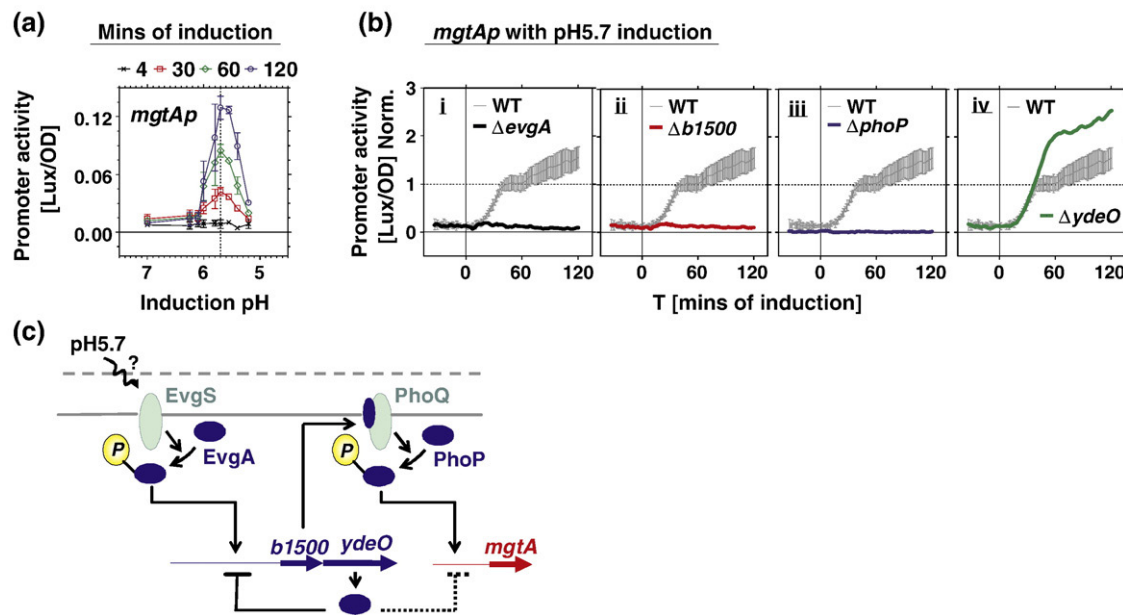 (a)
Mins of induction
4 30 60 120
mgtAp
Promoter activity
[Lux/OD]
0.12
0.08
0.04
0.00
7 6 5
Induction pH
(b)
mgtAp with pH5.7 induction
Promoter activity
[Lux/OD] Norm.
3
2
1
0
i WT
ΔevgA
ii WT
Δb1500
iii WT
ΔphoP
iv WT
ΔydeO
0 60 120
0 60 120
0 60 120
0 60 120
T [mins of induction]
(c)
pH5.7
?
EvgS
PhoQ
P
EvgA
P
PhoP
b1500 ydeO
mgtA